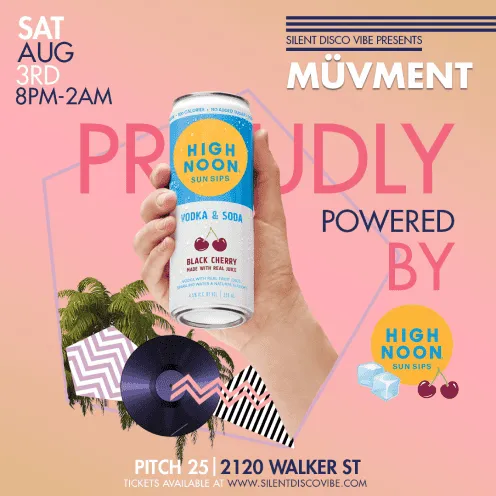 SAT
AUG
3RD
8PM-2AM
SILENT DISCO VIBE PRESENTS
MÜVMENT
PR UDLY
POWERED
BY
HIGH
NOON
SUN SIPS
VODKA & SODA
BLACK CHERRY
MADE WITH REAL JUICE
HIGH
NOON
SUN SIPS
PITCH 25 | 2120 WALKER ST
TICKETS AVAILABLE AT WWW.SILENTDISCOVIBE.COM